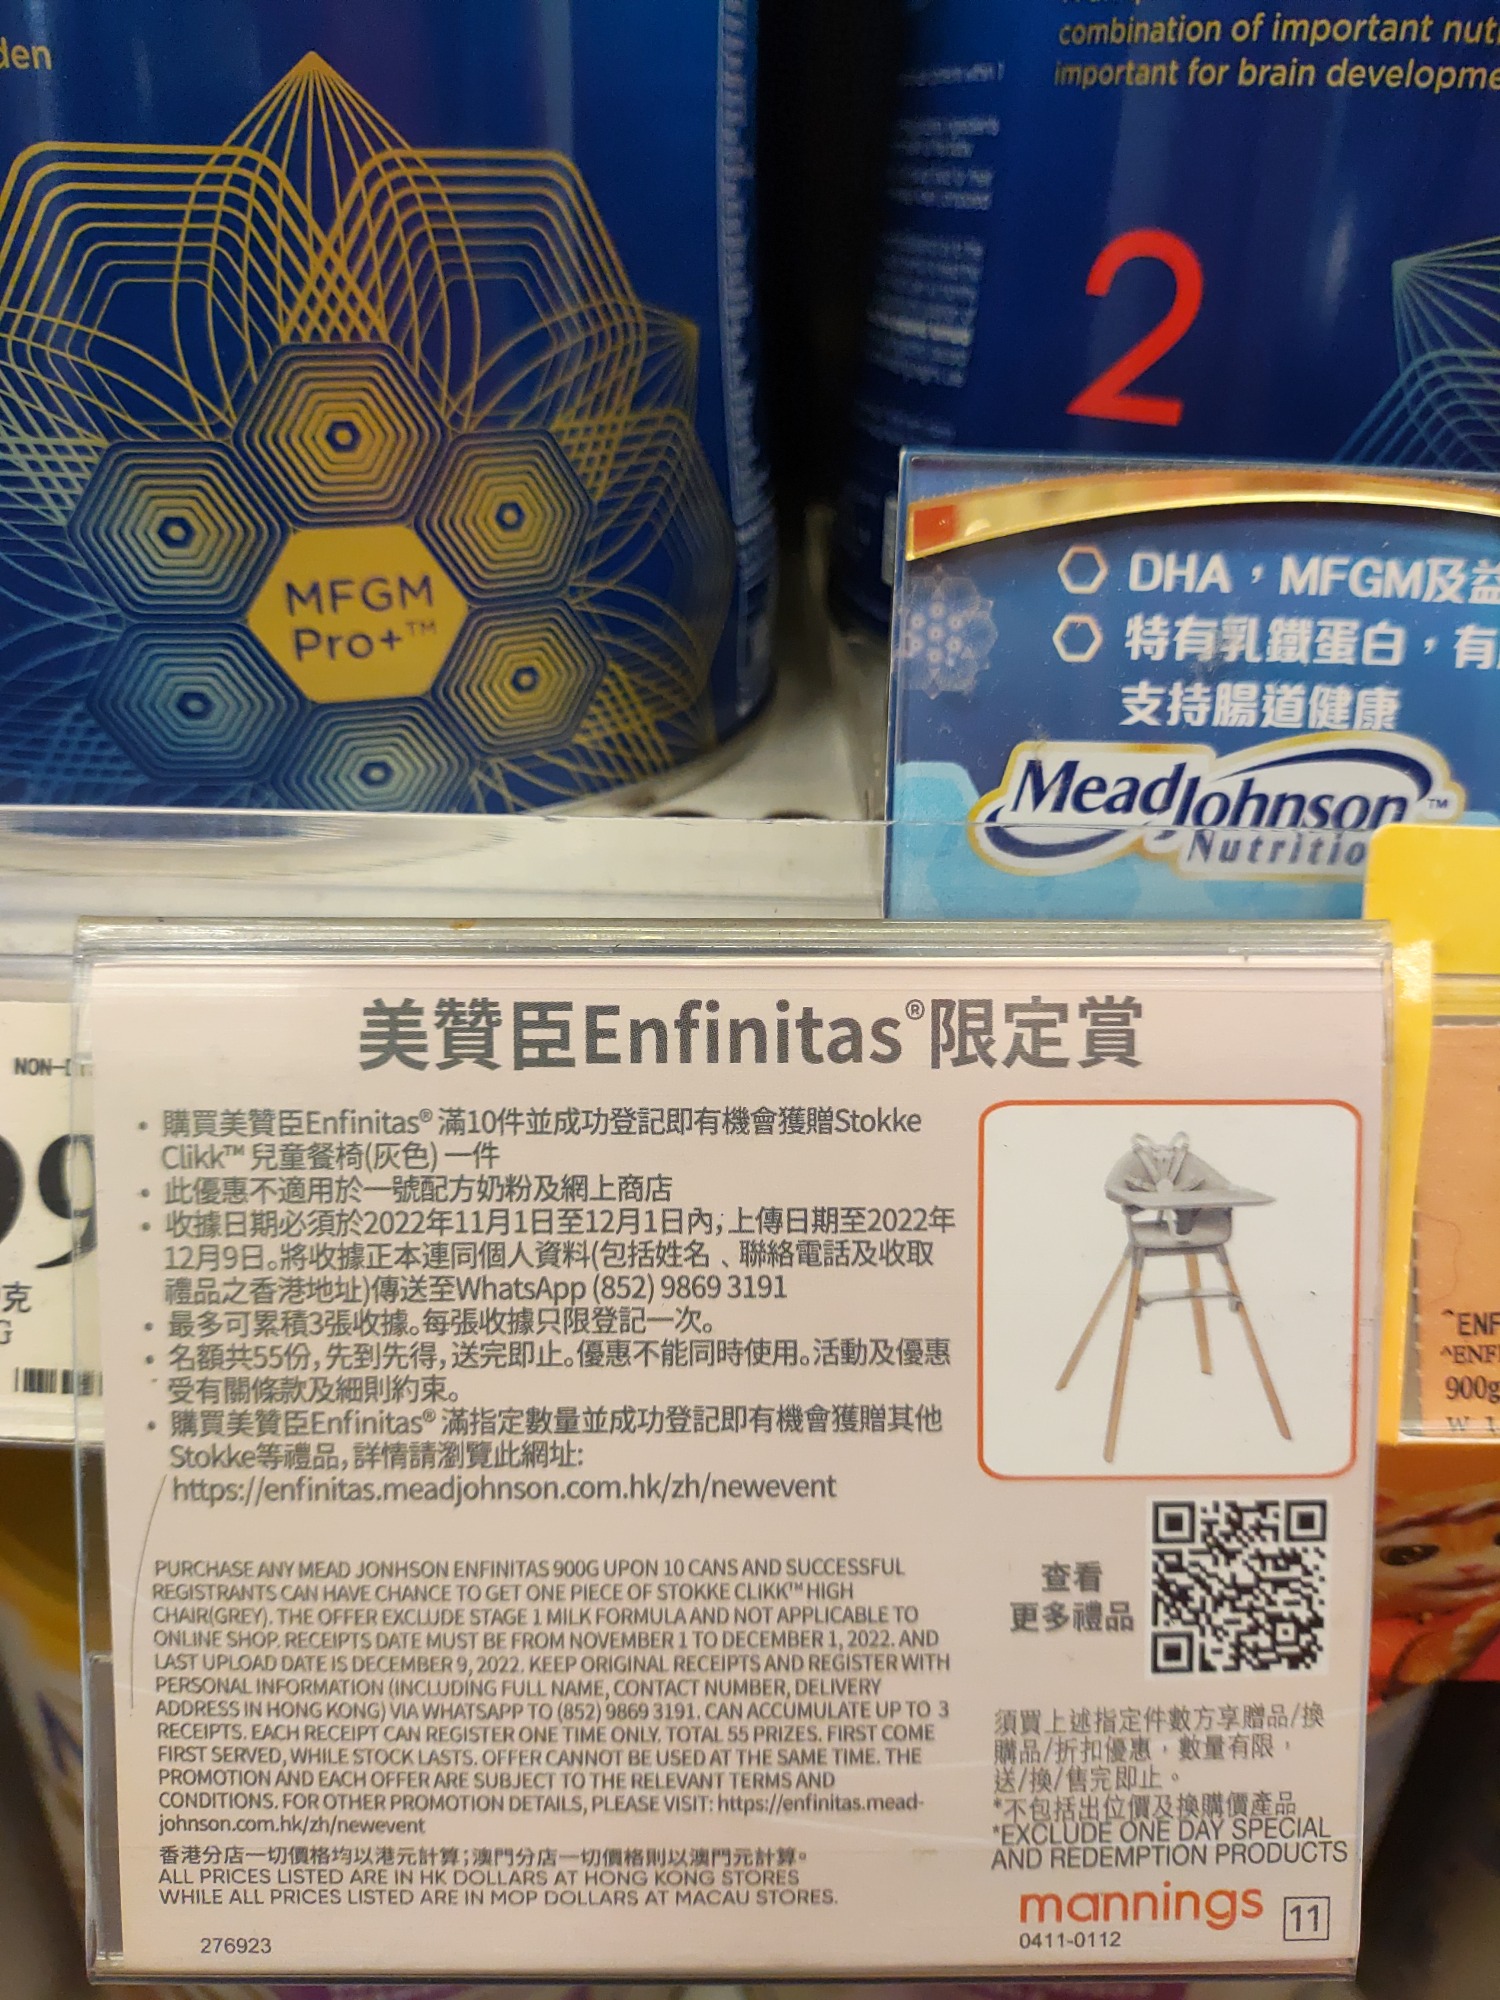 den
combination of important nut
important for brain developme
2
MFGM
Pro+™
DHA，MFGM及益
特有乳鐵蛋白，有
支持腸道健康
MeadJohnson™
Nutritio
美贊臣Enfinitas®限定賞
• 購買美贊臣Enfinitas® 滿10件並成功登記即有機會獲贈Stokke
Clikk™ 兒童餐椅(灰色) 一件
• 此優惠不適用於一號配方奶粉及網上商店
• 收據日期必須於2022年11月1日至12月1日內；上傳日期至2022年
12月9日。將收據正本連同個人資料(包括姓名、聯絡電話及收取
禮品之香港地址)傳送至WhatsApp (852) 9869 3191
• 最多可累積3張收據。每張收據只限登記一次。
• 名額共55份，先到先得，送完即止。優惠不能同時使用。活動及優惠
受有關條款及細則約束。
• 購買美贊臣Enfinitas® 滿指定數量並成功登記即有機會獲贈其他
Stokke等禮品，詳情請瀏覽此網址:
https://enfinitas.meadjohnson.com.hk/zh/newevent
PURCHASE ANY MEAD JONHSON ENFINITAS 900G UPON 10 CANS AND SUCCESSFUL
REGISTRANTS CAN HAVE CHANCE TO GET ONE PIECE OF STOKKE CLIKK™ HIGH
CHAIR(GREY). THE OFFER EXCLUDE STAGE 1 MILK FORMULA AND NOT APPLICABLE TO
ONLINE SHOP. RECEIPTS DATE MUST BE FROM NOVEMBER 1 TO DECEMBER 1, 2022. AND
LAST UPLOAD DATE IS DECEMBER 9, 2022. KEEP ORIGINAL RECEIPTS AND REGISTER WITH
PERSONAL INFORMATION (INCLUDING FULL NAME, CONTACT NUMBER, DELIVERY
ADDRESS IN HONG KONG) VIA WHATSAPP TO (852) 9869 3191. CAN ACCUMULATE UP TO 3
RECEIPTS. EACH RECEIPT CAN REGISTER ONE TIME ONLY. TOTAL 55 PRIZES. FIRST COME
FIRST SERVED, WHILE STOCK LASTS. OFFER CANNOT BE USED AT THE SAME TIME. THE
PROMOTION AND EACH OFFER ARE SUBJECT TO THE RELEVANT TERMS AND
CONDITIONS. FOR OTHER PROMOTION DETAILS, PLEASE VISIT: https://enfinitas.mead-
johnson.com.hk/zh/newevent
香港分店一切價格均以港元計算；澳門分店一切價格則以澳門元計算。
ALL PRICES LISTED ARE IN HK DOLLARS AT HONG KONG STORES
WHILE ALL PRICES LISTED ARE IN MOP DOLLARS AT MACAU STORES.
276923
查看
更多禮品
須買上述指定件數方享贈品/換
購品/折扣優惠，數量有限，
送/換/售完即止。
*不包括出位價及換購價產品
*EXCLUDE ONE DAY SPECIAL
AND REDEMPTION PRODUCTS
mannings
11
0411-0112
NON-D
99
克
G
^ENF
^ENF
900g